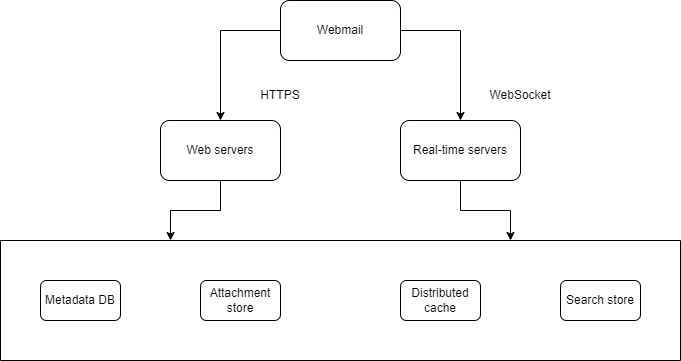 Webmail
HTTPS
WebSocket
Web servers
Real-time servers
Metadata DB
Attachment
store
Distributed
cache
Search store